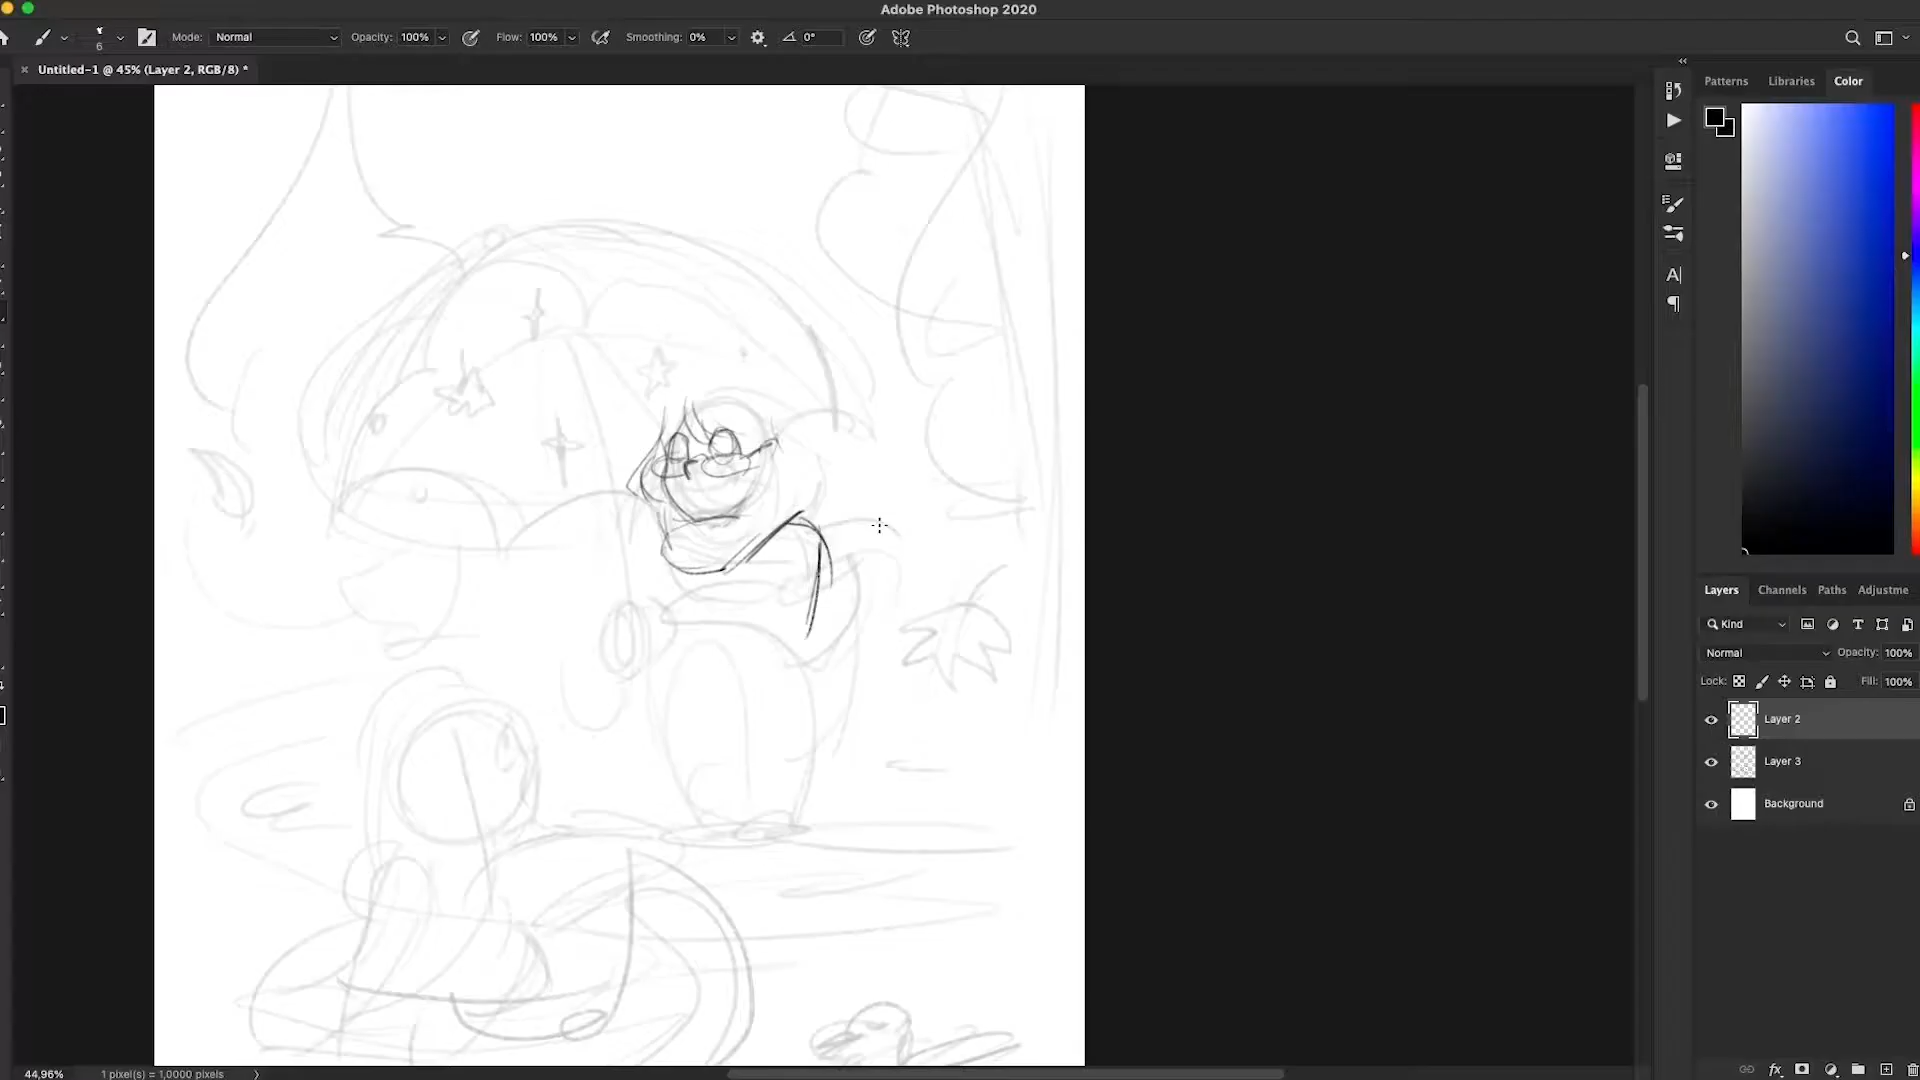 Adobe Photoshop 2020
6 Mode: Normal Opacity: 100% Flow: 100% Smoothing: 0% 0°
× Untitled-1 @ 45% (Layer 2, RGB/8) *
Patterns Libraries Color
Layers Channels Paths Adjustme
Kind
Normal Opacity: 100%
Lock: Fill: 100%
Layer 2
Layer 3
Background
fx
44,96% 1 pixel(s) = 1,0000 pixels